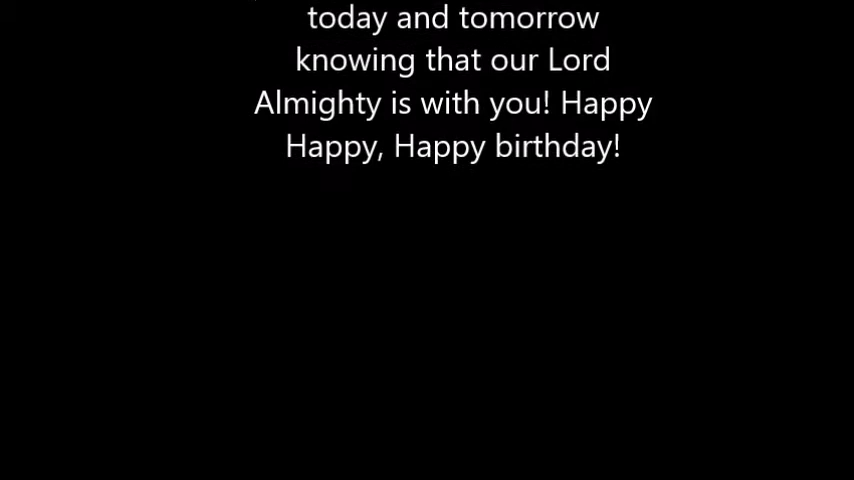 today and tomorrow
knowing that our Lord
Almighty is with you! Happy
Happy, Happy birthday!